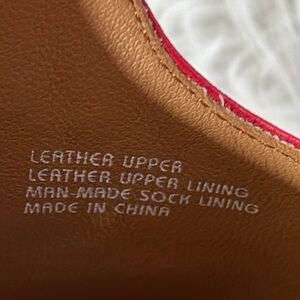 LEATHER UPPER
LEATHER UPPER LINING
MAN-MADE SOCK LINING
MADE IN CHINA